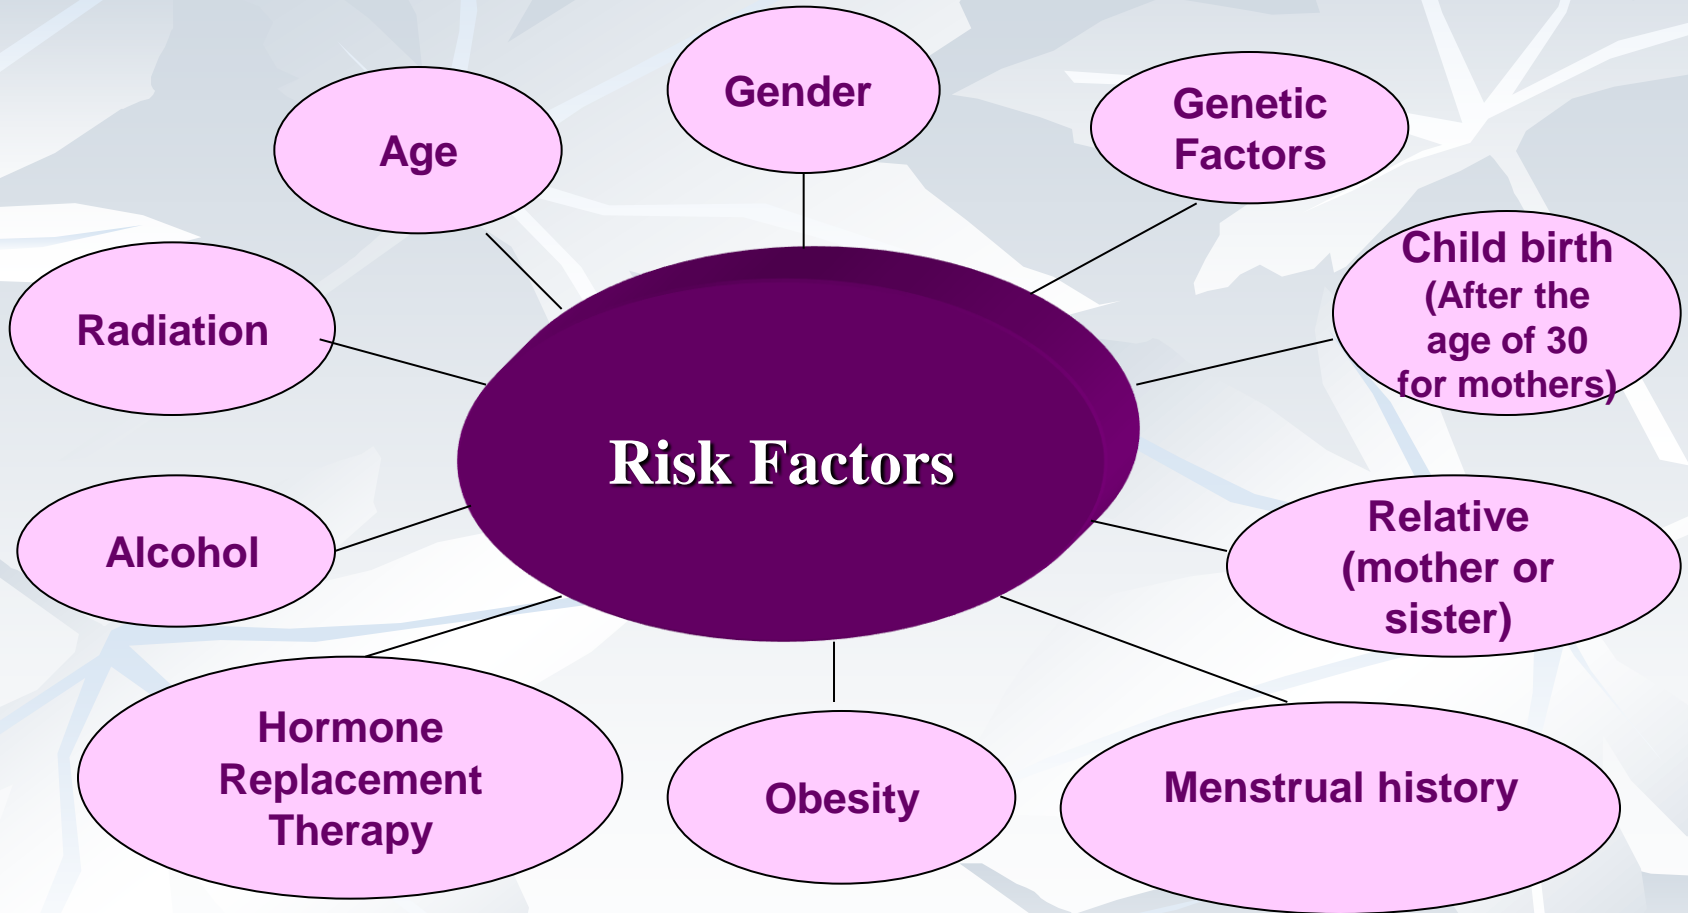 Gender
Genetic
Factors
Age
Child birth
(After the
age of 30
for mothers)
Radiation
Risk Factors
Relative
(mother or
sister)
Alcohol
Hormone
Replacement
Therapy
Obesity
Menstrual history